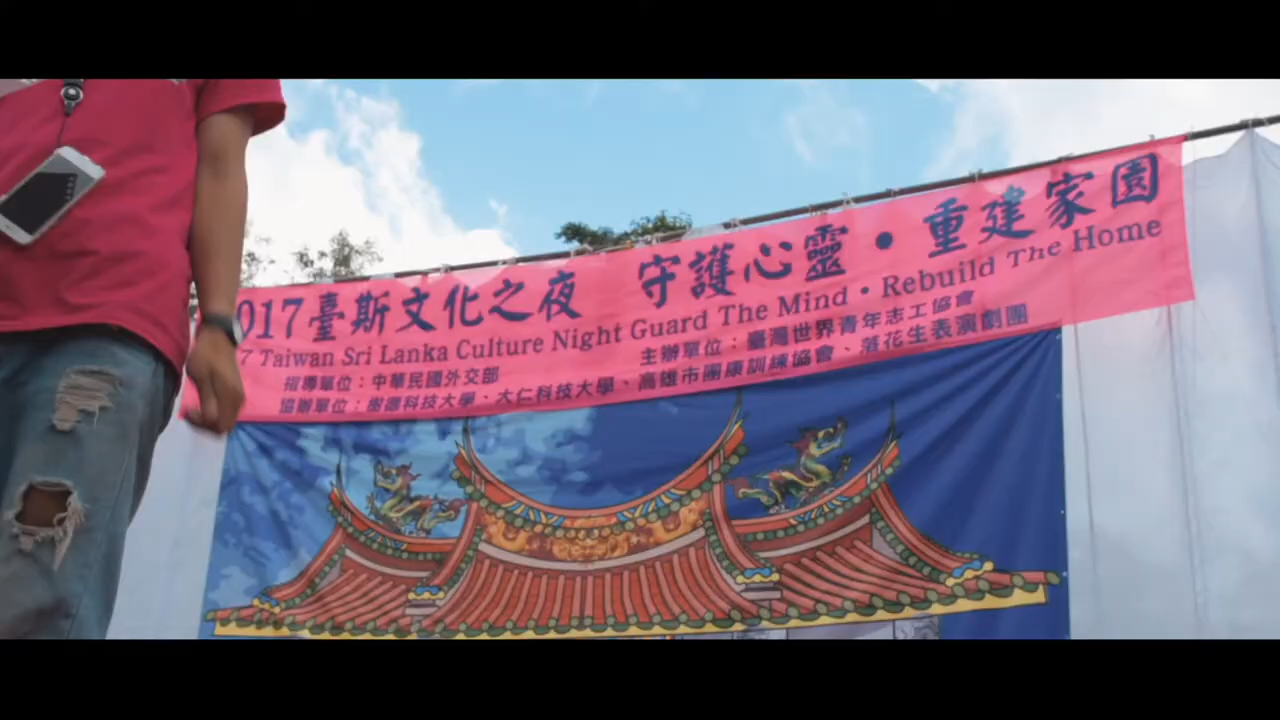 017臺斯文化之夜 守護心靈・重建家園
7 Taiwan Sri Lanka Culture Night Guard The Mind・Rebuild The Home
指導單位：中華民國外交部 主辦單位：臺灣世界青年志工協會
協辦單位：樹德科技大學、大仁科技大學、高雄市團康訓練協會、落花生表演劇團